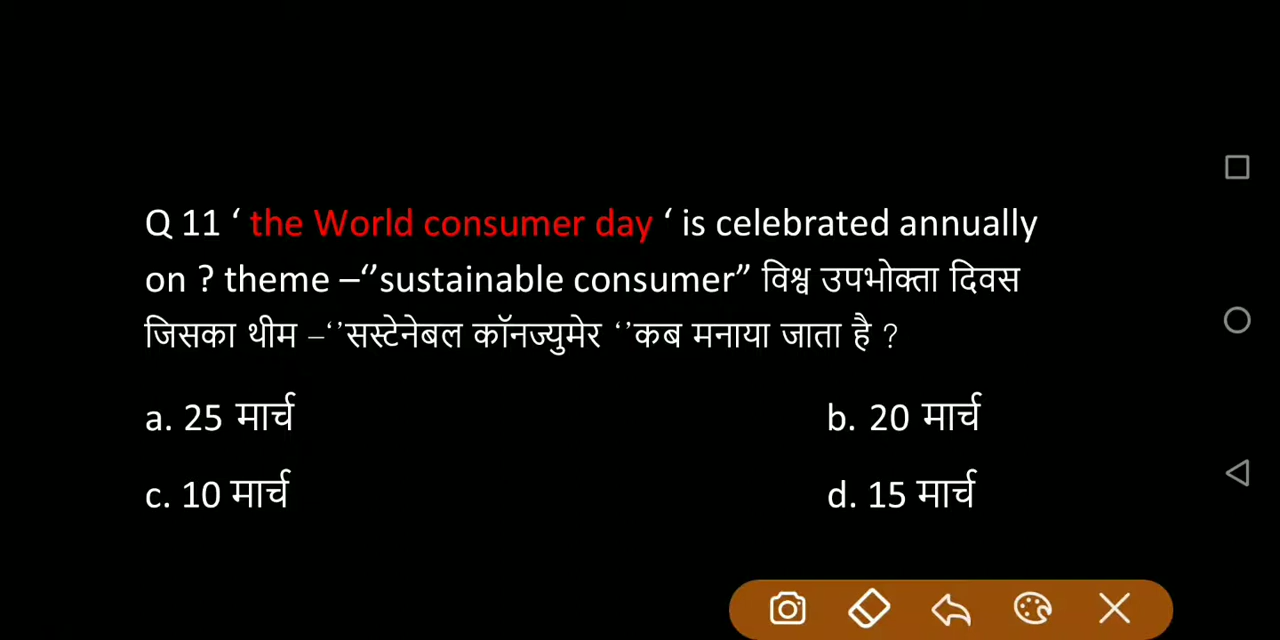 Q 11 ‘ the World consumer day ‘ is celebrated annually
on ? theme –‘’sustainable consumer” विश्व उपभोक्ता दिवस
जिसका थीम –‘’सस्टेनेबल कॉनज्युमेर ‘’कब मनाया जाता है ?
a. 25 मार्च b. 20 मार्च
c. 10 मार्च d. 15 मार्च